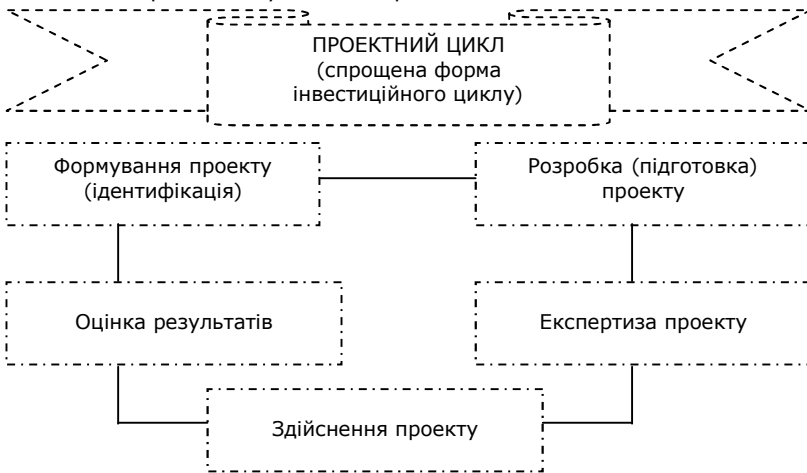 ПРОЕКТНИЙ ЦИКЛ
(спрощена форма
інвестиційного циклу)
Формування проекту
(ідентифікація)
Розробка (підготовка)
проекту
Оцінка результатів
Експертиза проекту
Здійснення проекту